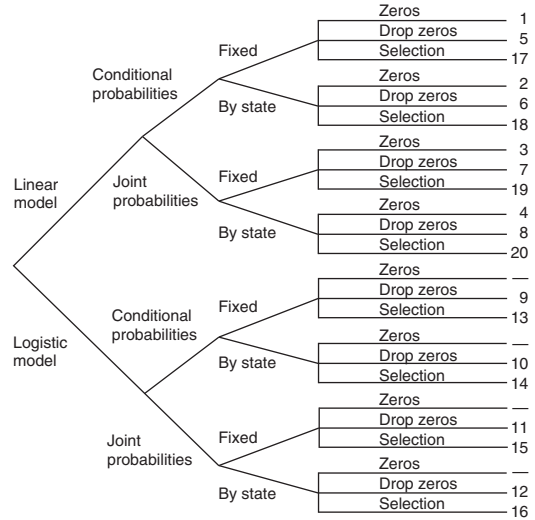 Zeros 1
Drop zeros 5
Fixed
Selection 17
Conditional
probabilities
Zeros 2
Drop zeros 6
By state
Selection 18
Zeros 3
Fixed
Drop zeros 7
Linear
model
Joint
probabilities
Selection 19
Zeros 4
By state
Drop zeros 8
Selection 20
Zeros —
Fixed
Drop zeros 9
Conditional
probabilities
Selection 13
Logistic
model
Zeros —
By state
Drop zeros 10
Selection 14
Zeros —
Fixed
Drop zeros 11
Joint
probabilities
Selection 15
Zeros —
By state
Drop zeros 12
Selection 16